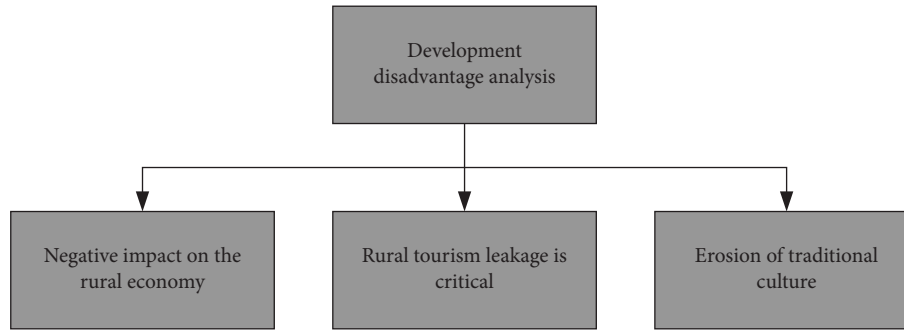 Development
disadvantage analysis
Negative impact on the
rural economy
Rural tourism leakage is
critical
Erosion of traditional
culture